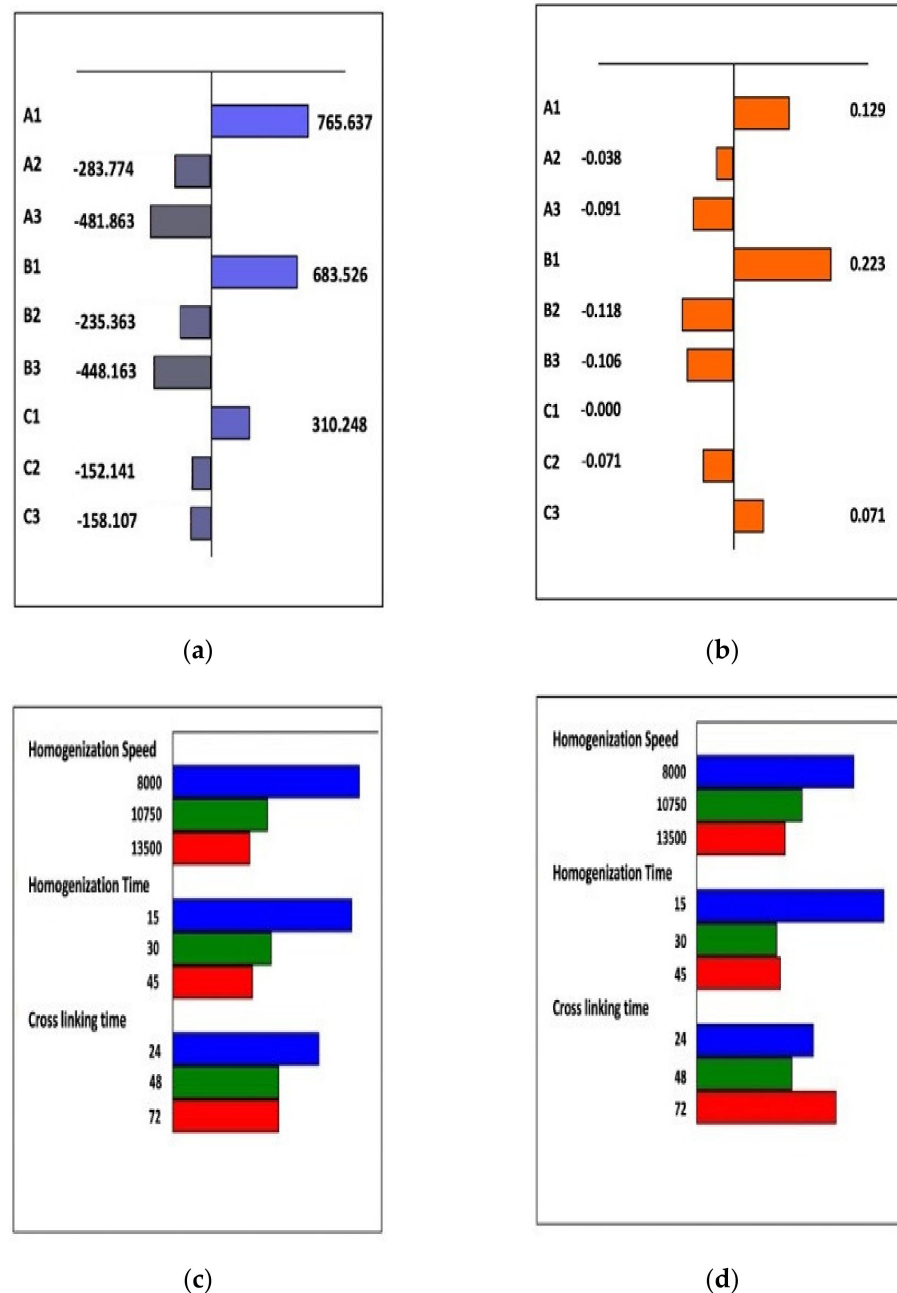 A1 765.637
A2 -283.774
A3 -481.863
B1 683.526
B2 -235.363
B3 -448.163
C1 310.248
C2 -152.141
C3 -158.107
(a)
A1 0.129
A2 -0.038
A3 -0.091
B1 0.223
B2 -0.118
B3 -0.106
C1 -0.000
C2 -0.071
C3 0.071
(b)
Homogenization Speed
8000
10750
13500
Homogenization Time
15
30
45
Cross linking time
24
48
72
(c)
Homogenization Speed
8000
10750
13500
Homogenization Time
15
30
45
Cross linking time
24
48
72
(d)